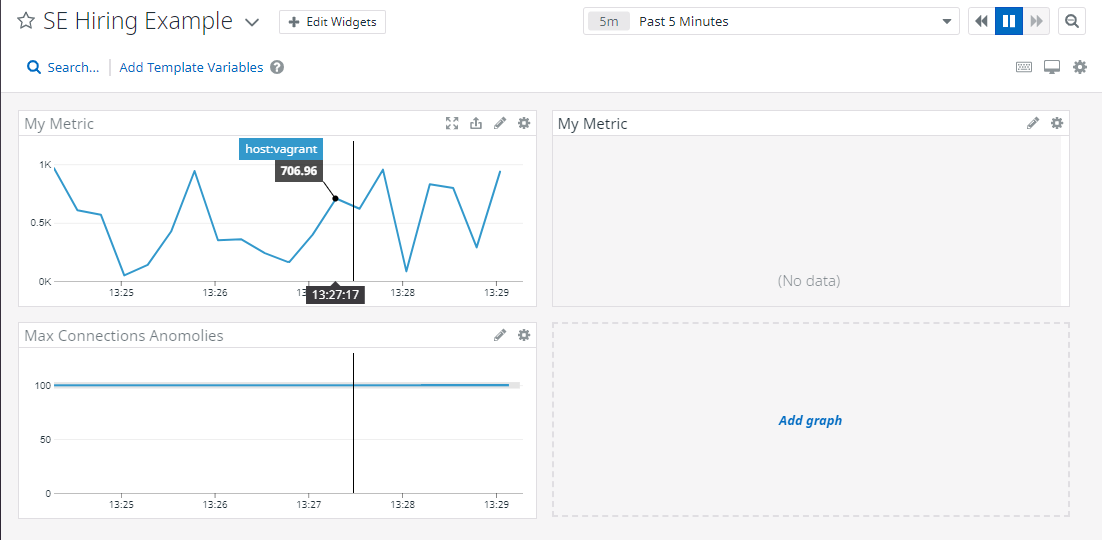 SE Hiring Example
Edit Widgets
5m Past 5 Minutes
Search...
Add Template Variables
My Metric
1K
0.5K
0K
host:vagrant
706.96
13:25
13:26
13:27:17
13:28
13:29
My Metric
(No data)
Max Connections Anomolies
100
50
0
13:25
13:26
13:27
13:28
13:29
Add graph